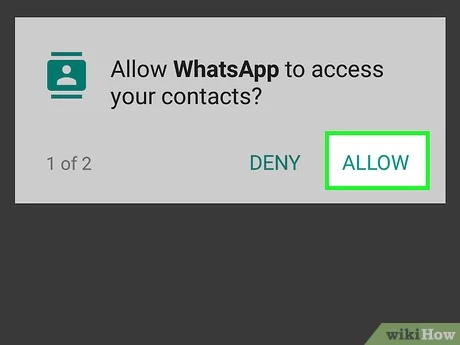 Allow WhatsApp to access
your contacts?
1 of 2 DENY ALLOW
wikiHow